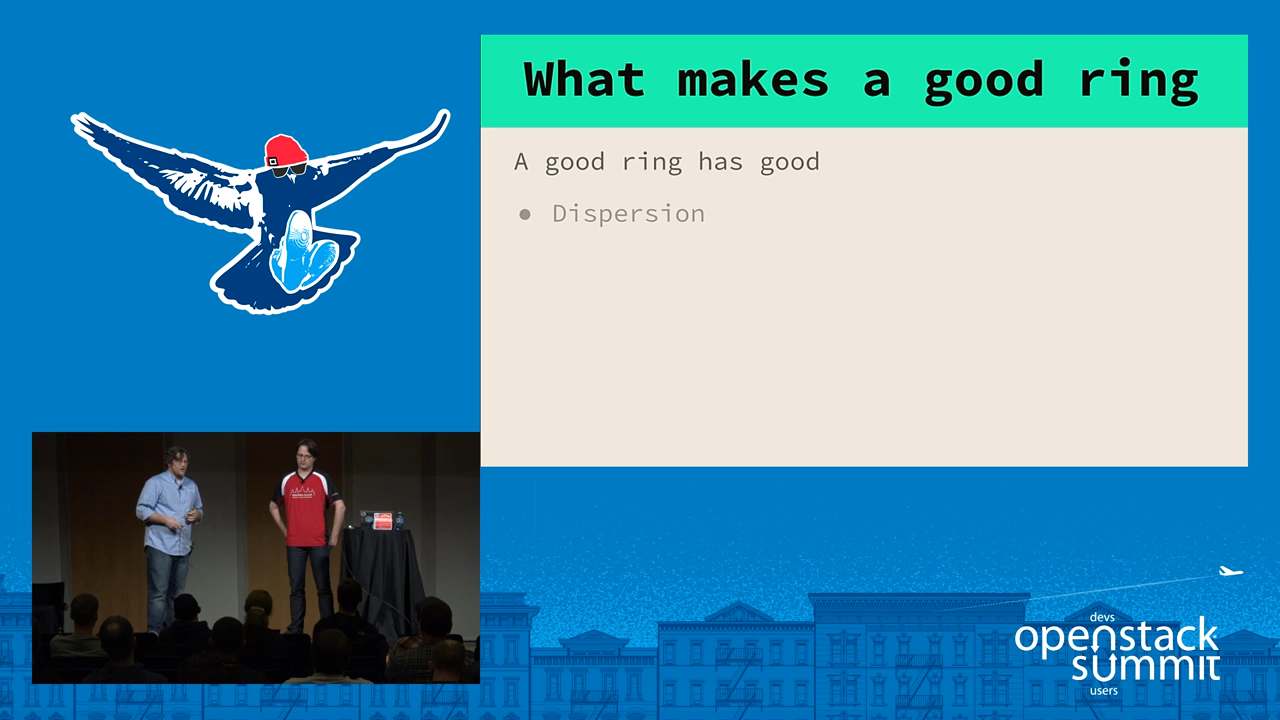 What makes a good ring
A good ring has good
● Dispersion
devs
openstack
summit
users